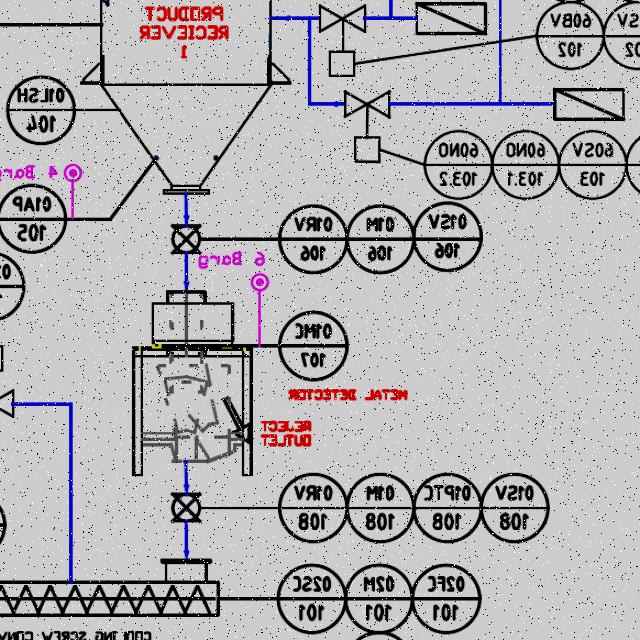 PRODUCT
RECIEVER
1
60BV
102
01LSH
104
60NO
103.2
60NO
103.1
60SV
103
4 Barg
01AP
105
01RV
106
01M
106
01SV
106
6 Barg
01MC
107
METAL DETECTOR
REJECT
OUTLET
01RV
108
01M
108
01PTC
108
01SV
108
02SC
101
02M
101
02FC
101
COOLING SCREW